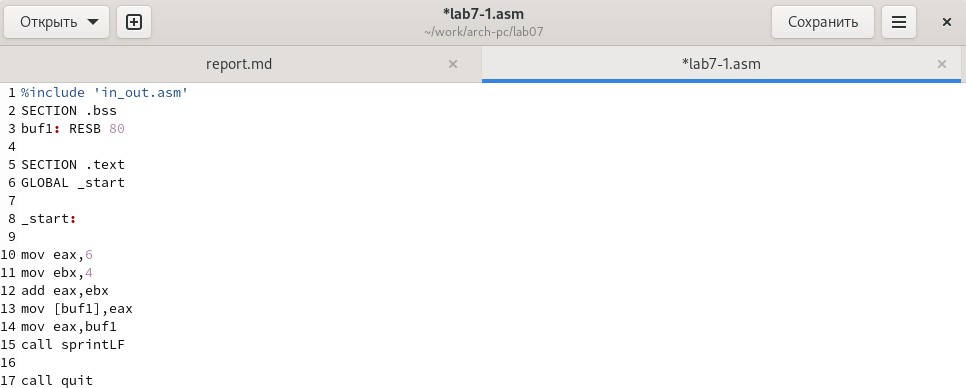 Открыть
*lab7-1.asm
~/work/arch-pc/lab07
Сохранить
report.md
*lab7-1.asm
1 %include 'in_out.asm'
2 SECTION .bss
3 buf1: RESB 80
4
5 SECTION .text
6 GLOBAL _start
7
8 _start:
9
10 mov eax,6
11 mov ebx,4
12 add eax,ebx
13 mov [buf1],eax
14 mov eax,buf1
15 call sprintLF
16
17 call quit